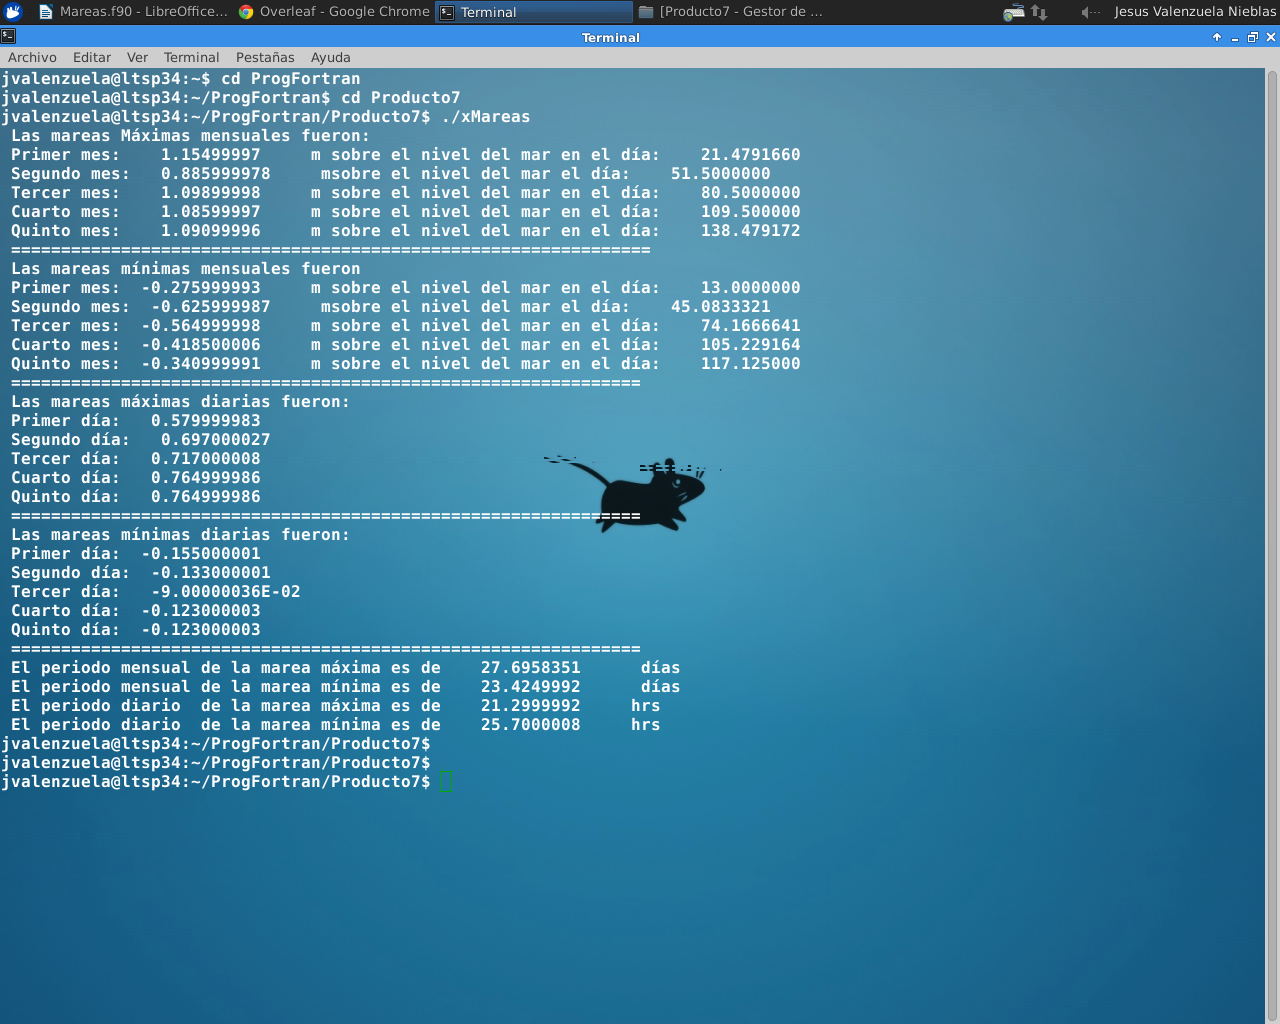 Mareas.f90 - LibreOffice... Overleaf - Google Chrome Terminal [Producto7 - Gestor de ... Jesus Valenzuela Nieblas
Terminal
Archivo Editar Ver Terminal Pestañas Ayuda
jvalenzuela@ltsp34:~$ cd ProgFortran
jvalenzuela@ltsp34:~/ProgFortran$ cd Producto7
jvalenzuela@ltsp34:~/ProgFortran/Producto7$ ./xMareas
Las mareas Máximas mensuales fueron:
Primer mes: 1.15499997 m sobre el nivel del mar en el día: 21.4791660
Segundo mes: 0.885999978 msobre el nivel del mar el día: 51.5000000
Tercer mes: 1.09899998 m sobre el nivel del mar en el día: 80.5000000
Cuarto mes: 1.08599997 m sobre el nivel del mar en el día: 109.500000
Quinto mes: 1.09099996 m sobre el nivel del mar en el día: 138.479172
================================================================
Las mareas mínimas mensuales fueron
Primer mes: -0.275999993 m sobre el nivel del mar en el día: 13.0000000
Segundo mes: -0.625999987 msobre el nivel del mar el día: 45.0833321
Tercer mes: -0.564999998 m sobre el nivel del mar en el día: 74.1666641
Cuarto mes: -0.418500006 m sobre el nivel del mar en el día: 105.229164
Quinto mes: -0.340999991 m sobre el nivel del mar en el día: 117.125000
===============================================================
Las mareas máximas diarias fueron:
Primer día: 0.579999983
Segundo día: 0.697000027
Tercer día: 0.717000008
Cuarto día: 0.764999986
Quinto día: 0.764999986
===============================================================
Las mareas mínimas diarias fueron:
Primer día: -0.155000001
Segundo día: -0.133000001
Tercer día: -9.00000036E-02
Cuarto día: -0.123000003
Quinto día: -0.123000003
===============================================================
El periodo mensual de la marea máxima es de 27.6958351 días
El periodo mensual de la marea mínima es de 23.4249992 días
El periodo diario de la marea máxima es de 21.2999992 hrs
El periodo diario de la marea mínima es de 25.7000008 hrs
jvalenzuela@ltsp34:~/ProgFortran/Producto7$
jvalenzuela@ltsp34:~/ProgFortran/Producto7$
jvalenzuela@ltsp34:~/ProgFortran/Producto7$